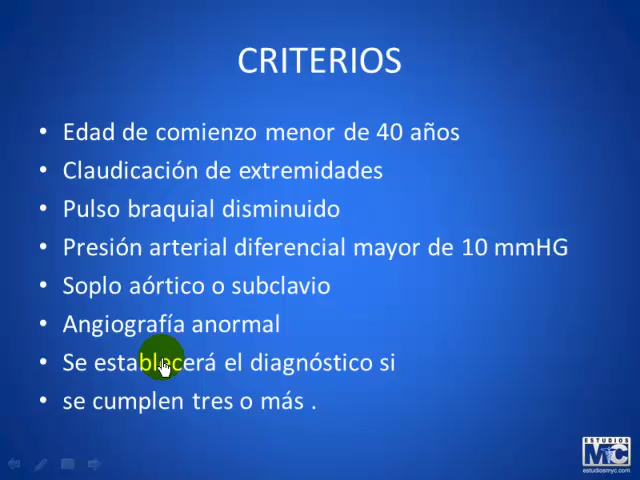 CRITERIOS
• Edad de comienzo menor de 40 años
• Claudicación de extremidades
• Pulso braquial disminuido
• Presión arterial diferencial mayor de 10 mmHG
• Soplo aórtico o subclavio
• Angiografía anormal
• Se establecerá el diagnóstico si
• se cumplen tres o más .
ESTUDIOS
MC
estudiosmyc.com